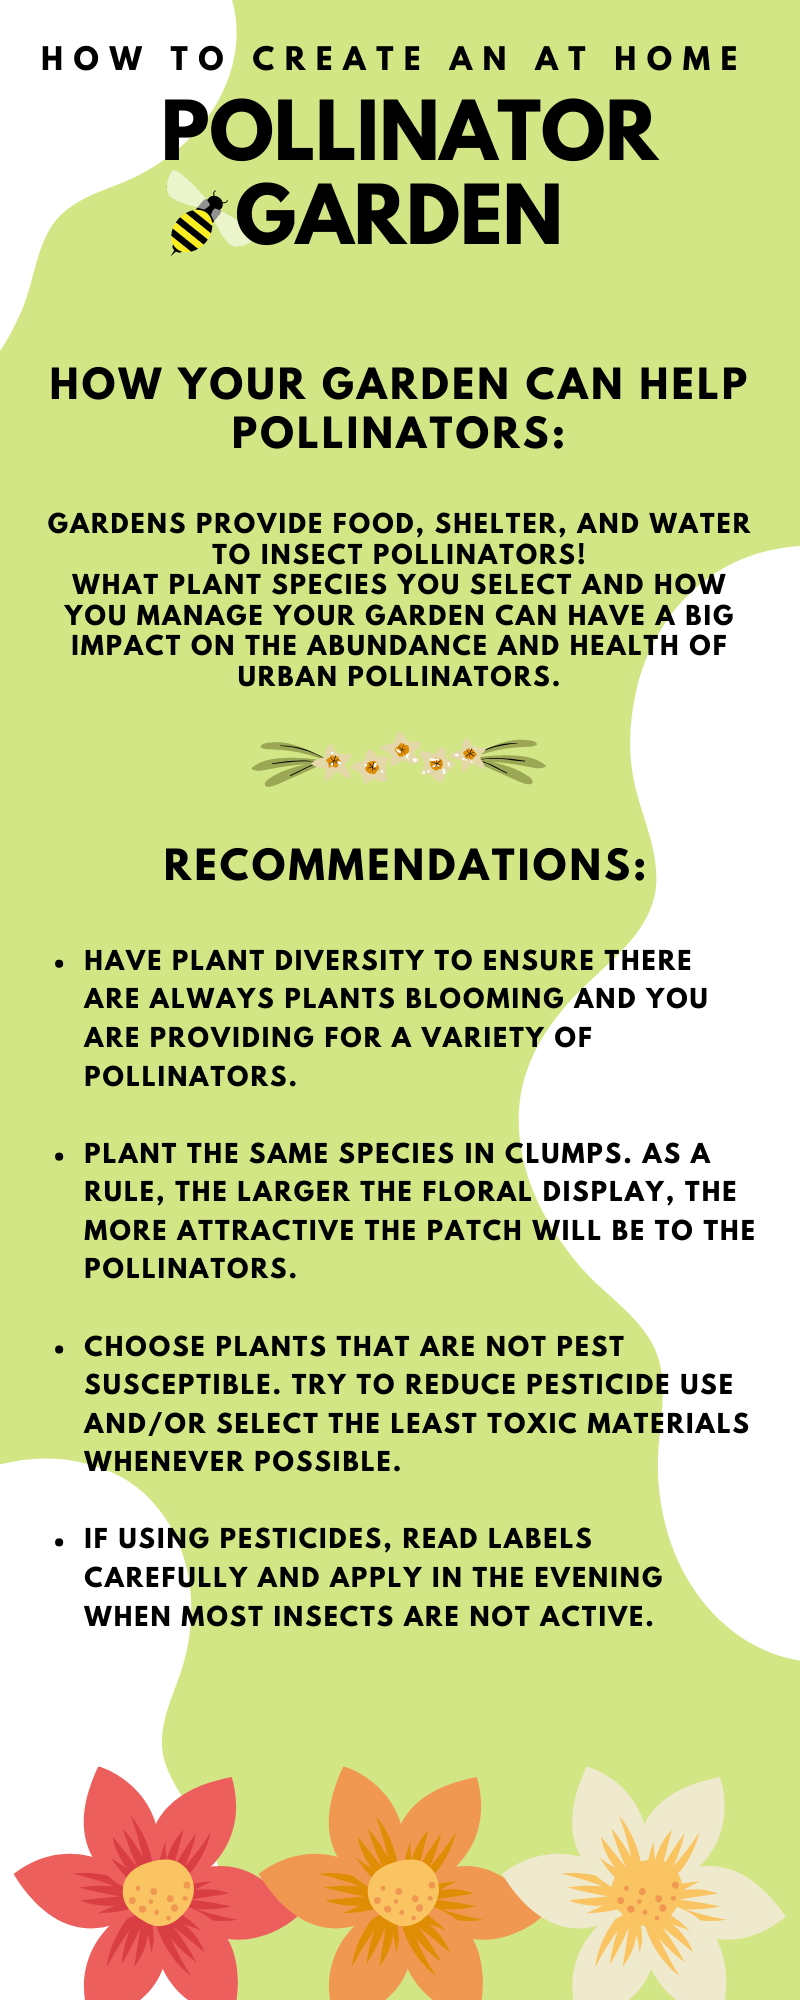 HOW TO CREATE AN AT HOME
POLLINATOR
GARDEN
HOW YOUR GARDEN CAN HELP
POLLINATORS:
GARDENS PROVIDE FOOD, SHELTER, AND WATER
TO INSECT POLLINATORS!
WHAT PLANT SPECIES YOU SELECT AND HOW
YOU MANAGE YOUR GARDEN CAN HAVE A BIG
IMPACT ON THE ABUNDANCE AND HEALTH OF
URBAN POLLINATORS.
RECOMMENDATIONS:
• HAVE PLANT DIVERSITY TO ENSURE THERE
ARE ALWAYS PLANTS BLOOMING AND YOU
ARE PROVIDING FOR A VARIETY OF
POLLINATORS.
• PLANT THE SAME SPECIES IN CLUMPS. AS A
RULE, THE LARGER THE FLORAL DISPLAY, THE
MORE ATTRACTIVE THE PATCH WILL BE TO THE
POLLINATORS.
• CHOOSE PLANTS THAT ARE NOT PEST
SUSCEPTIBLE. TRY TO REDUCE PESTICIDE USE
AND/OR SELECT THE LEAST TOXIC MATERIALS
WHENEVER POSSIBLE.
• IF USING PESTICIDES, READ LABELS
CAREFULLY AND APPLY IN THE EVENING
WHEN MOST INSECTS ARE NOT ACTIVE.